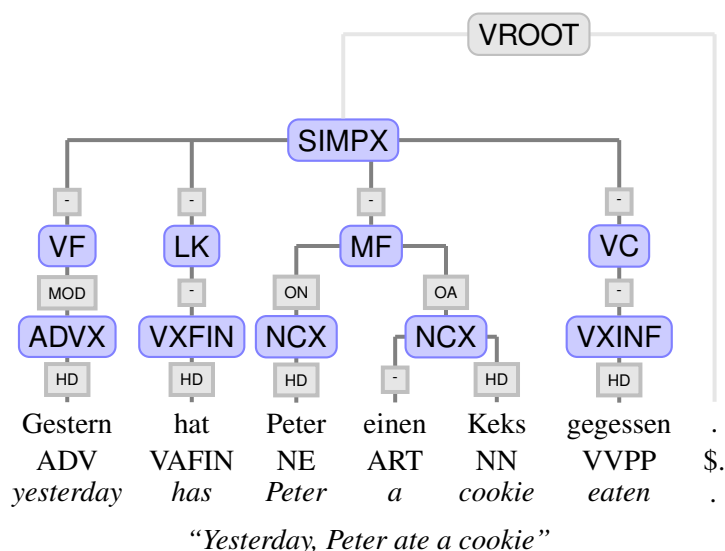 VROOT
SIMPX
- - - -
VF LK MF VC
MOD - ON OA -
ADVX VXFIN NCX NCX VXINF
HD HD HD - HD HD
Gestern hat Peter einen Keks gegessen .
ADV VAFIN NE ART NN VVPP $.
yesterday has Peter a cookie eaten .
“Yesterday, Peter ate a cookie”